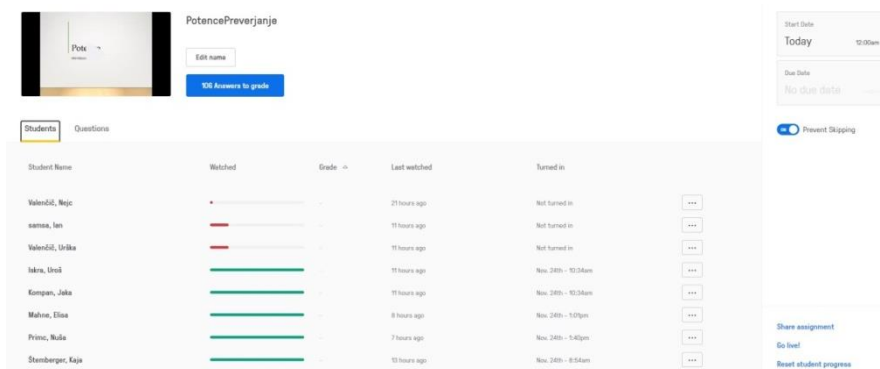 PotencePreverjanje
Edit name
106 Answers to grade
Students Questions
Student Name Watched Grade Last watched Turned in
Valenčič, Nejc - 21 hours ago Not turned in ...
samsa, Ian - 11 hours ago Not turned in ...
Valenčič, Urška - 11 hours ago Not turned in ...
Iskra, Uroš - 11 hours ago Nov. 24th - 10:34am ...
Kompan, Jaka - 11 hours ago Nov. 24th - 10:34am ...
Mahne, Elisa - 8 hours ago Nov. 24th - 1:01pm ...
Primc, Nuša - 7 hours ago Nov. 24th - 1:40pm ...
Štemberger, Kaja - 13 hours ago Nov. 24th - 8:54am ...
Start Date
Today 12:00am
Due Date
No due date
Prevent Skipping
Share assignment
Go live!
Reset student progress